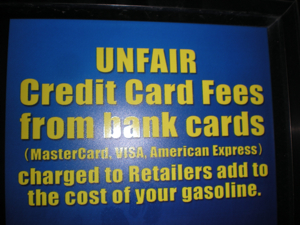 UNFAIR
Credit Card Fees
from bank cards
(MasterCard, VISA, American Express)
charged to Retailers add to
the cost of your gasoline.